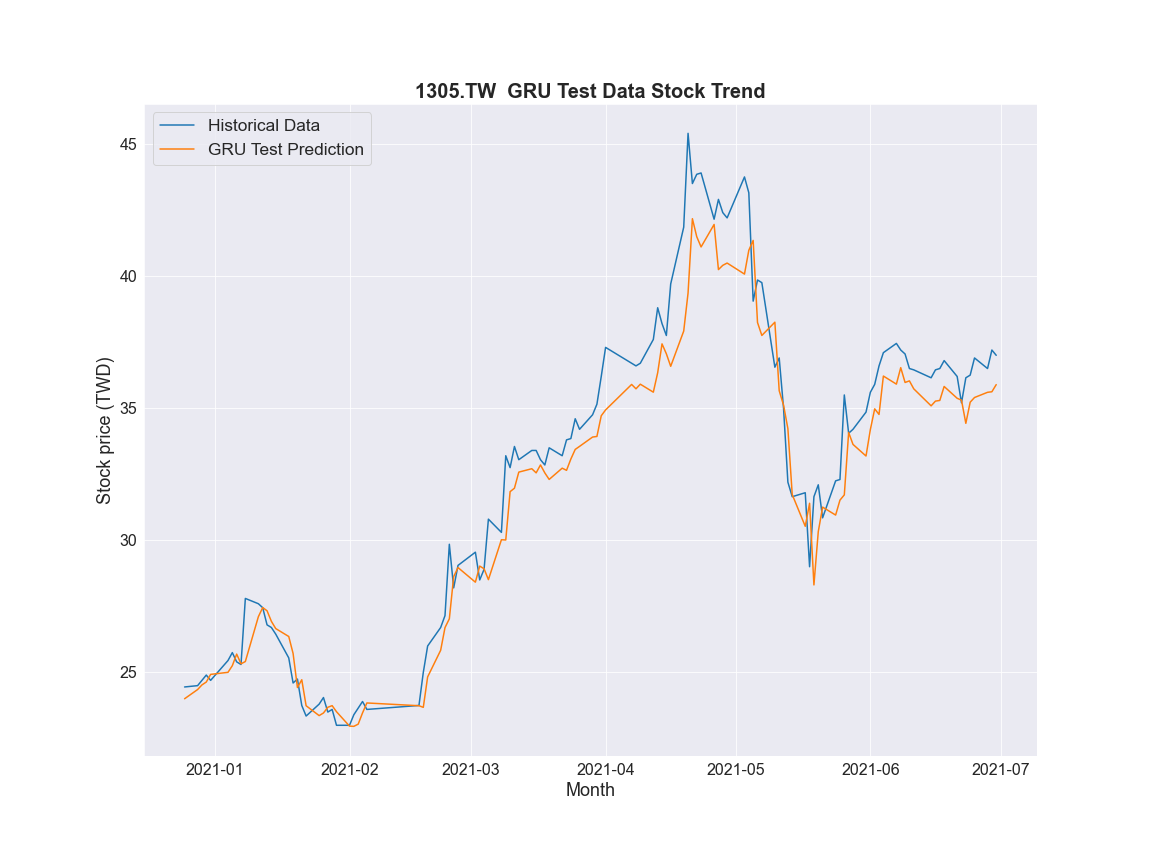 1305.TW  GRU Test Data Stock Trend
Historical Data
GRU Test Prediction
Stock price (TWD)
45
40
35
30
25
2021-01 2021-02 2021-03 2021-04 2021-05 2021-06 2021-07
Month